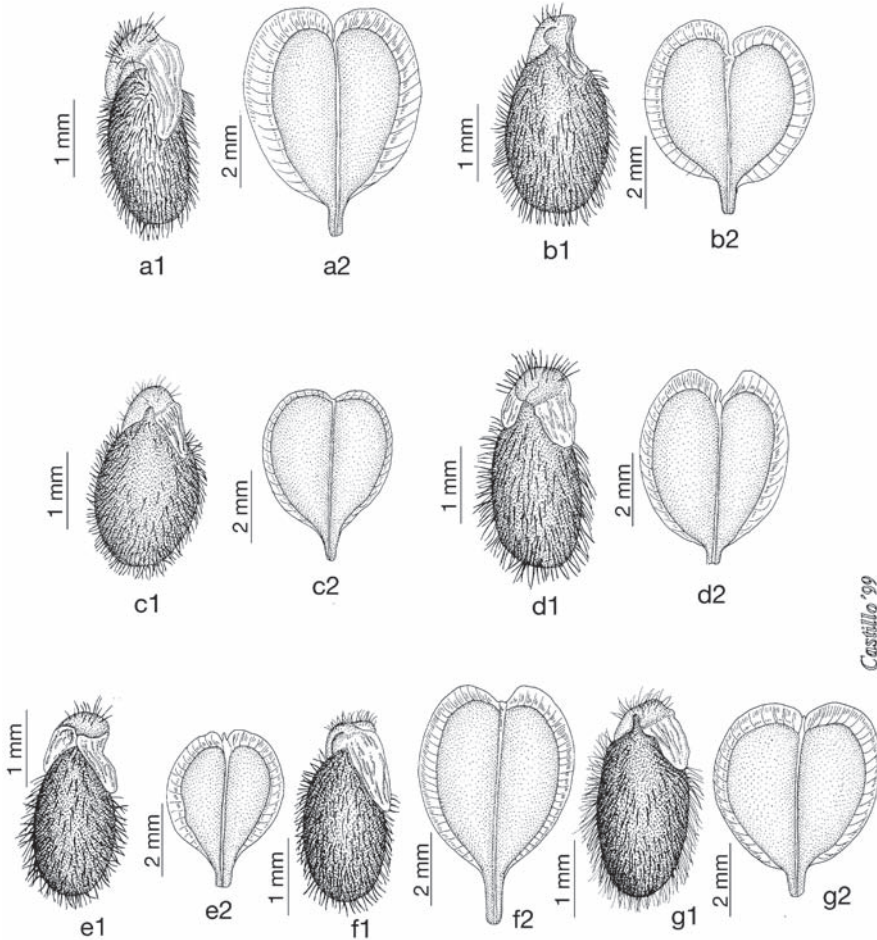 1 mm
2 mm
1 mm
2 mm
a1
a2
b1
b2
1 mm
2 mm
1 mm
2 mm
c1
c2
d1
d2
Castillo '99
1 mm
2 mm
1 mm
2 mm
1 mm
2 mm
e1
e2
f1
f2
g1
g2